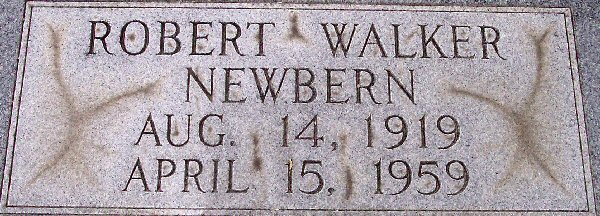 ROBERT WALKER
NEWBERN
AUG. 14, 1919
APRIL 15, 1959